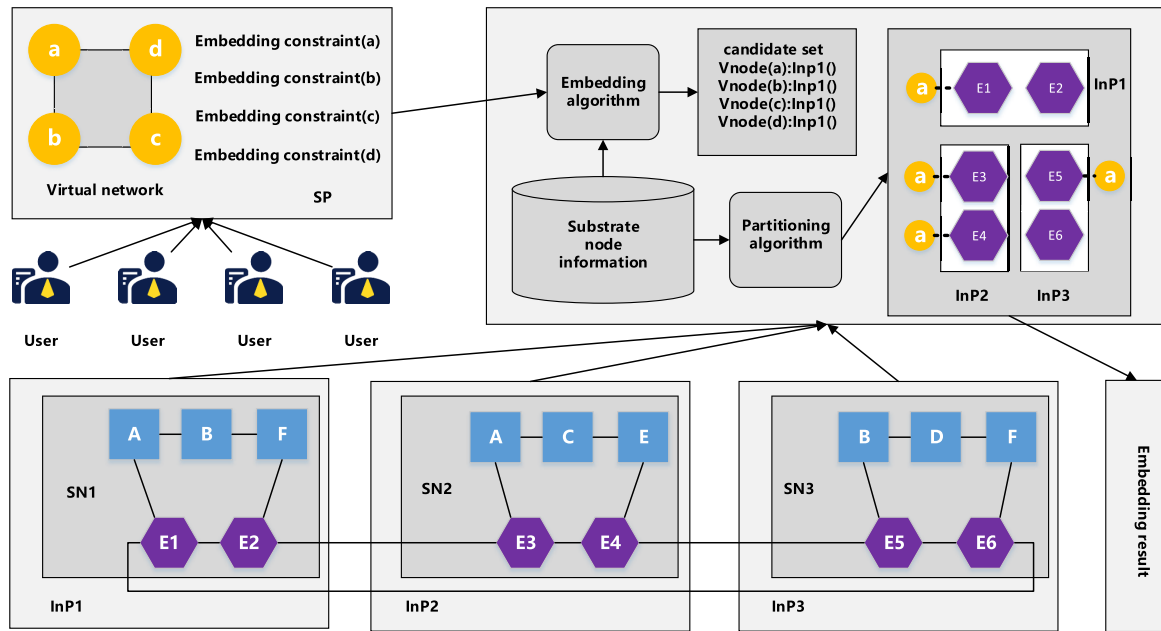 a
d
b
c
Embedding constraint(a)
Embedding constraint(b)
Embedding constraint(c)
Embedding constraint(d)
Virtual network
SP
User
User
User
User
Embedding
algorithm
candidate set
Vnode(a):Inp1()
Vnode(b):Inp1()
Vnode(c):Inp1()
Vnode(d):Inp1()
Substrate
node
information
Partitioning
algorithm
a
E1
E2
InP1
a
E3
E5
a
a
E4
E6
InP2
InP3
A
B
F
SN1
E1
E2
InP1
A
C
E
SN2
E3
E4
InP2
B
D
F
SN3
E5
E6
InP3
Embedding result